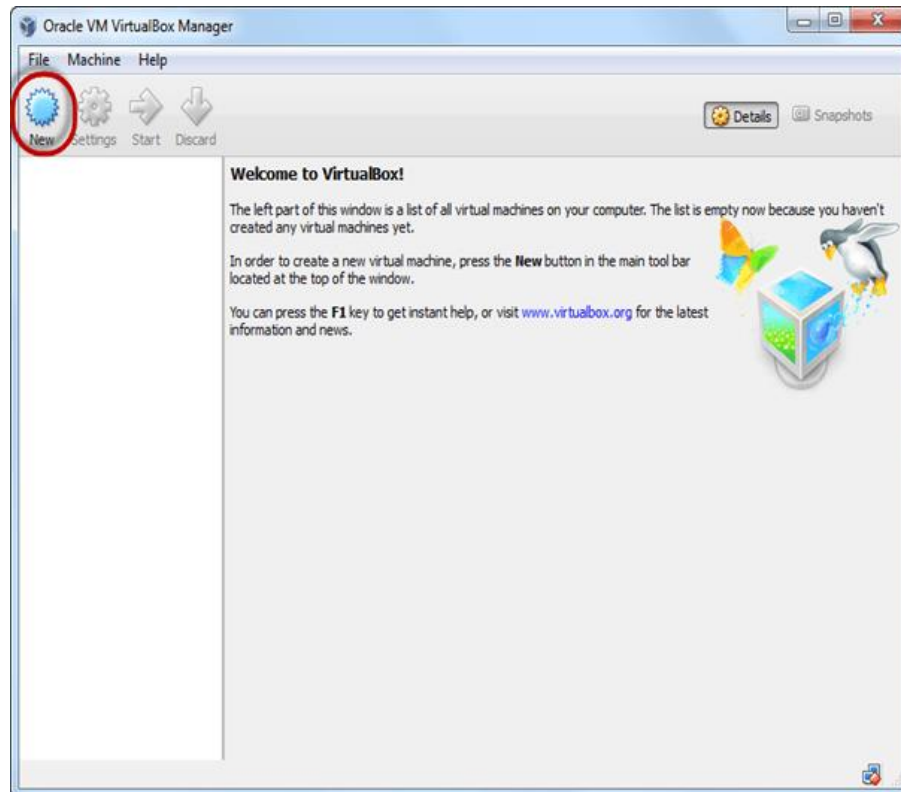 Oracle VM VirtualBox Manager
File Machine Help
New Settings Start Discard
Details Snapshots
Welcome to VirtualBox!
The left part of this window is a list of all virtual machines on your computer. The list is empty now because you haven't
created any virtual machines yet.
In order to create a new virtual machine, press the New button in the main tool bar
located at the top of the window.
You can press the F1 key to get instant help, or visit www.virtualbox.org for the latest
information and news.